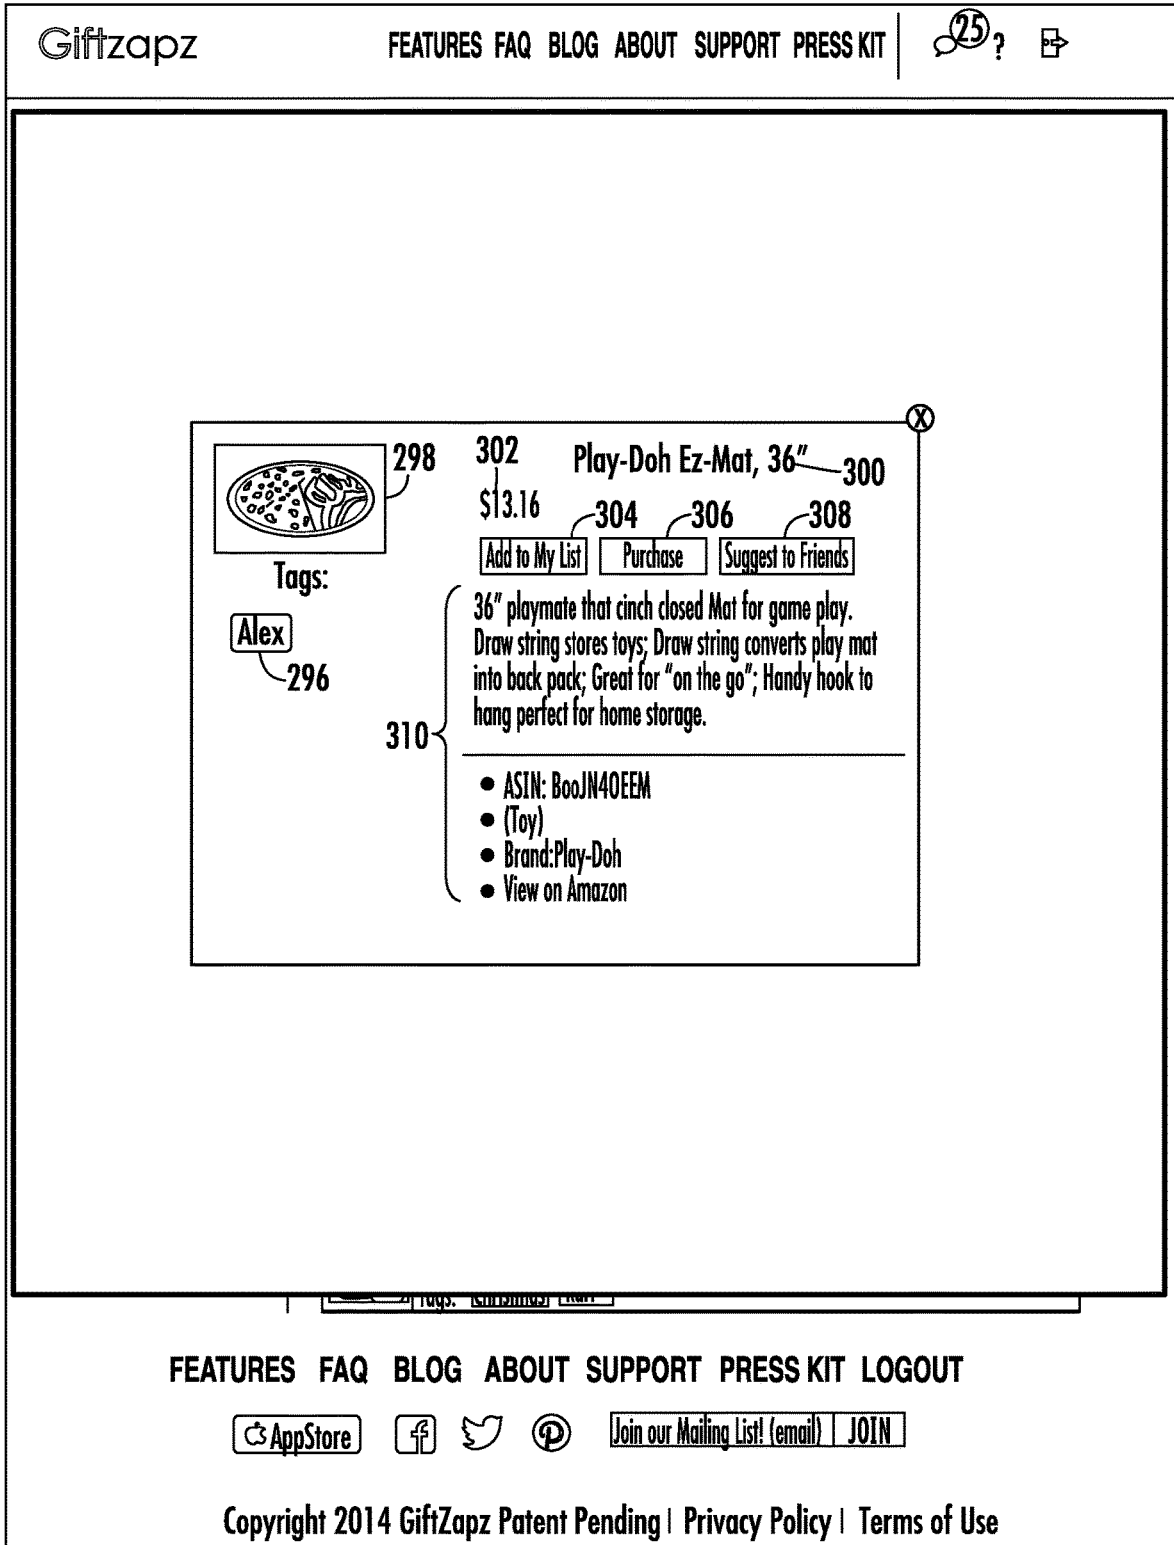 Giftzapz
FEATURES FAQ BLOG ABOUT SUPPORT PRESS KIT
25
?
X
298
302
Play-Doh Ez-Mat, 36"
300
$13.16
304
306
308
Add to My List
Purchase
Suggest to Friends
Tags:
Alex
296
310
36" playmate that cinch closed Mat for game play.
Draw string stores toys; Draw string converts play mat
into back pack; Great for "on the go"; Handy hook to
hang perfect for home storage.
• ASIN: BooJN4OEEM
• (Toy)
• Brand:Play-Doh
• View on Amazon
Tags: Christmas
FEATURES FAQ BLOG ABOUT SUPPORT PRESS KIT LOGOUT
AppStore
Join our Mailing List! (email) JOIN
Copyright 2014 GiftZapz Patent Pending | Privacy Policy | Terms of Use